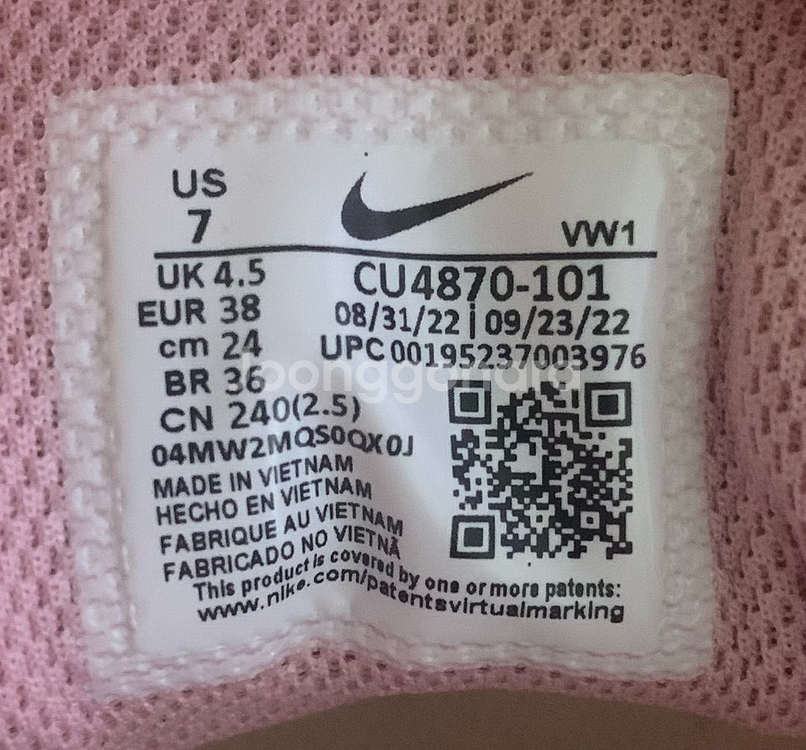 US
7
VW1
UK 4.5
EUR 38
cm 24
BR 36
CN 240(2.5)
CU4870-101
08/31/22 | 09/23/22
UPC 00195237003976
04MW2MQS0QX0J
MADE IN VIETNAM
HECHO EN VIETNAM
FABRIQUE AU VIETNAM
FABRICADO NO VIETNÃ
This product is covered by one or more patents:
www.nike.com/patentsvirtualmarking
joonggonara